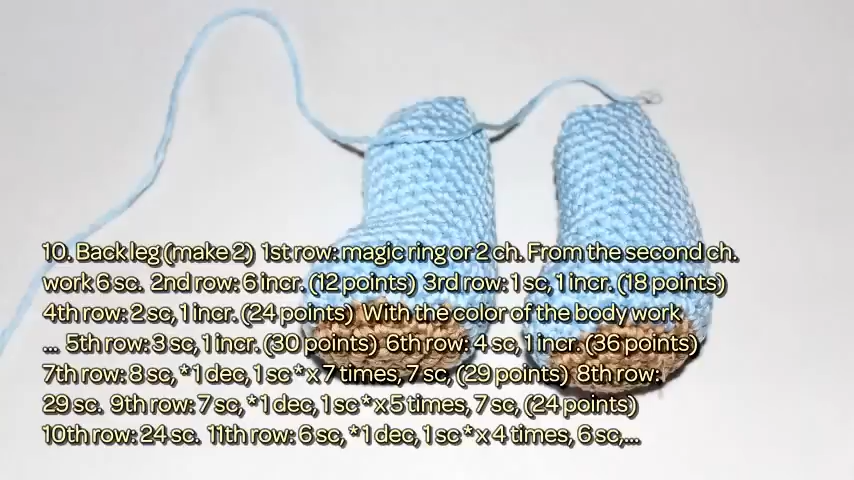 10. Back leg (make 2) 1st row: magic ring or 2 ch. From the second ch.
work 6 sc. 2nd row: 6 incr. (12 points) 3rd row: 1 sc, 1 incr. (18 points)
4th row: 2 sc, 1 incr. (24 points) With the color of the body work
... 5th row: 3 sc, 1 incr. (30 points) 6th row: 4 sc, 1 incr. (36 points)
7th row: 8 sc, *1 dec, 1 sc* x 7 times, 7 sc, (29 points) 8th row:
29 sc. 9th row: 7 sc, *1 dec, 1 sc* x 5 times, 7 sc, (24 points)
10th row: 24 sc. 11th row: 6 sc, *1 dec, 1 sc* x 4 times, 6 sc,...